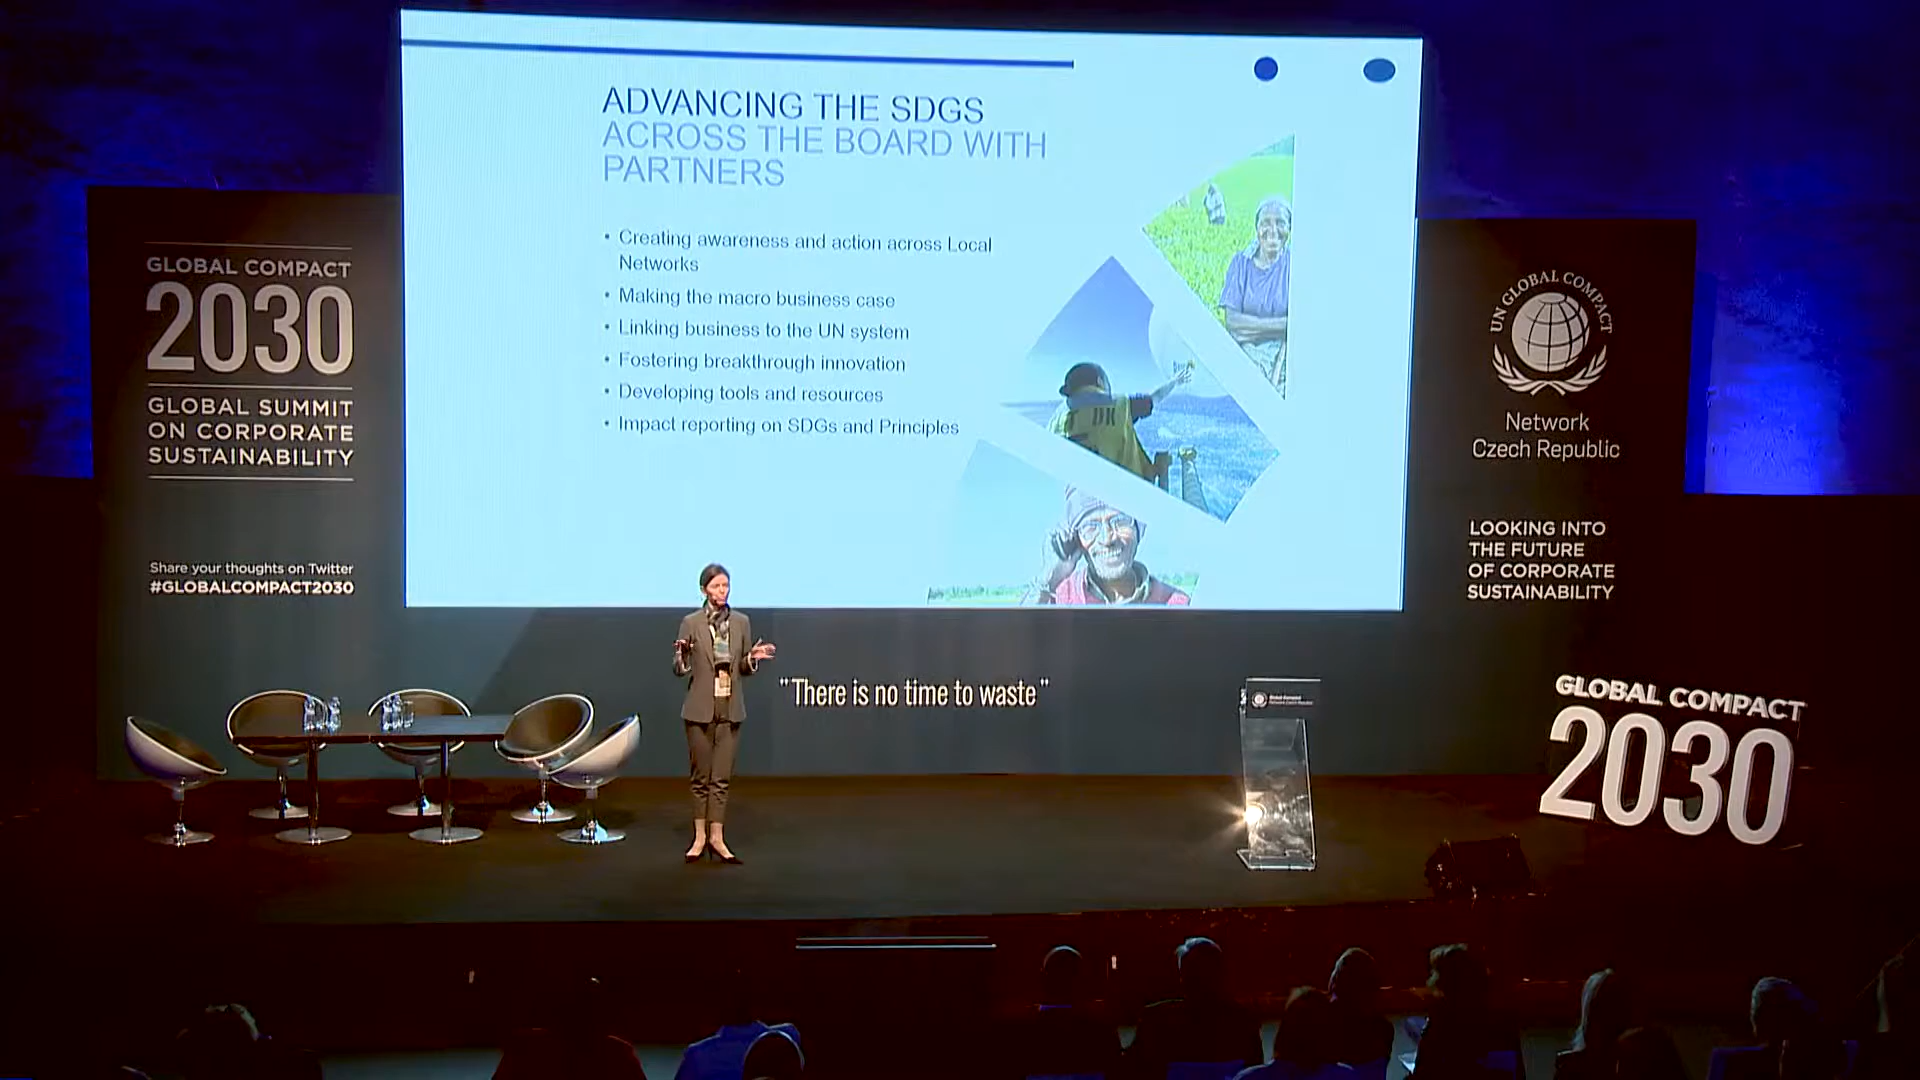 ADVANCING THE SDGS
ACROSS THE BOARD WITH
PARTNERS
• Creating awareness and action across Local
Networks
• Making the macro business case
• Linking business to the UN system
• Fostering breakthrough innovation
• Developing tools and resources
• Impact reporting on SDGs and Principles
GLOBAL COMPACT
2030
GLOBAL SUMMIT
ON CORPORATE
SUSTAINABILITY
Share your thoughts on Twitter
#GLOBALCOMPACT2030
UN GLOBAL COMPACT
Network
Czech Republic
LOOKING INTO
THE FUTURE
OF CORPORATE
SUSTAINABILITY
"There is no time to waste"
GLOBAL COMPACT
2030